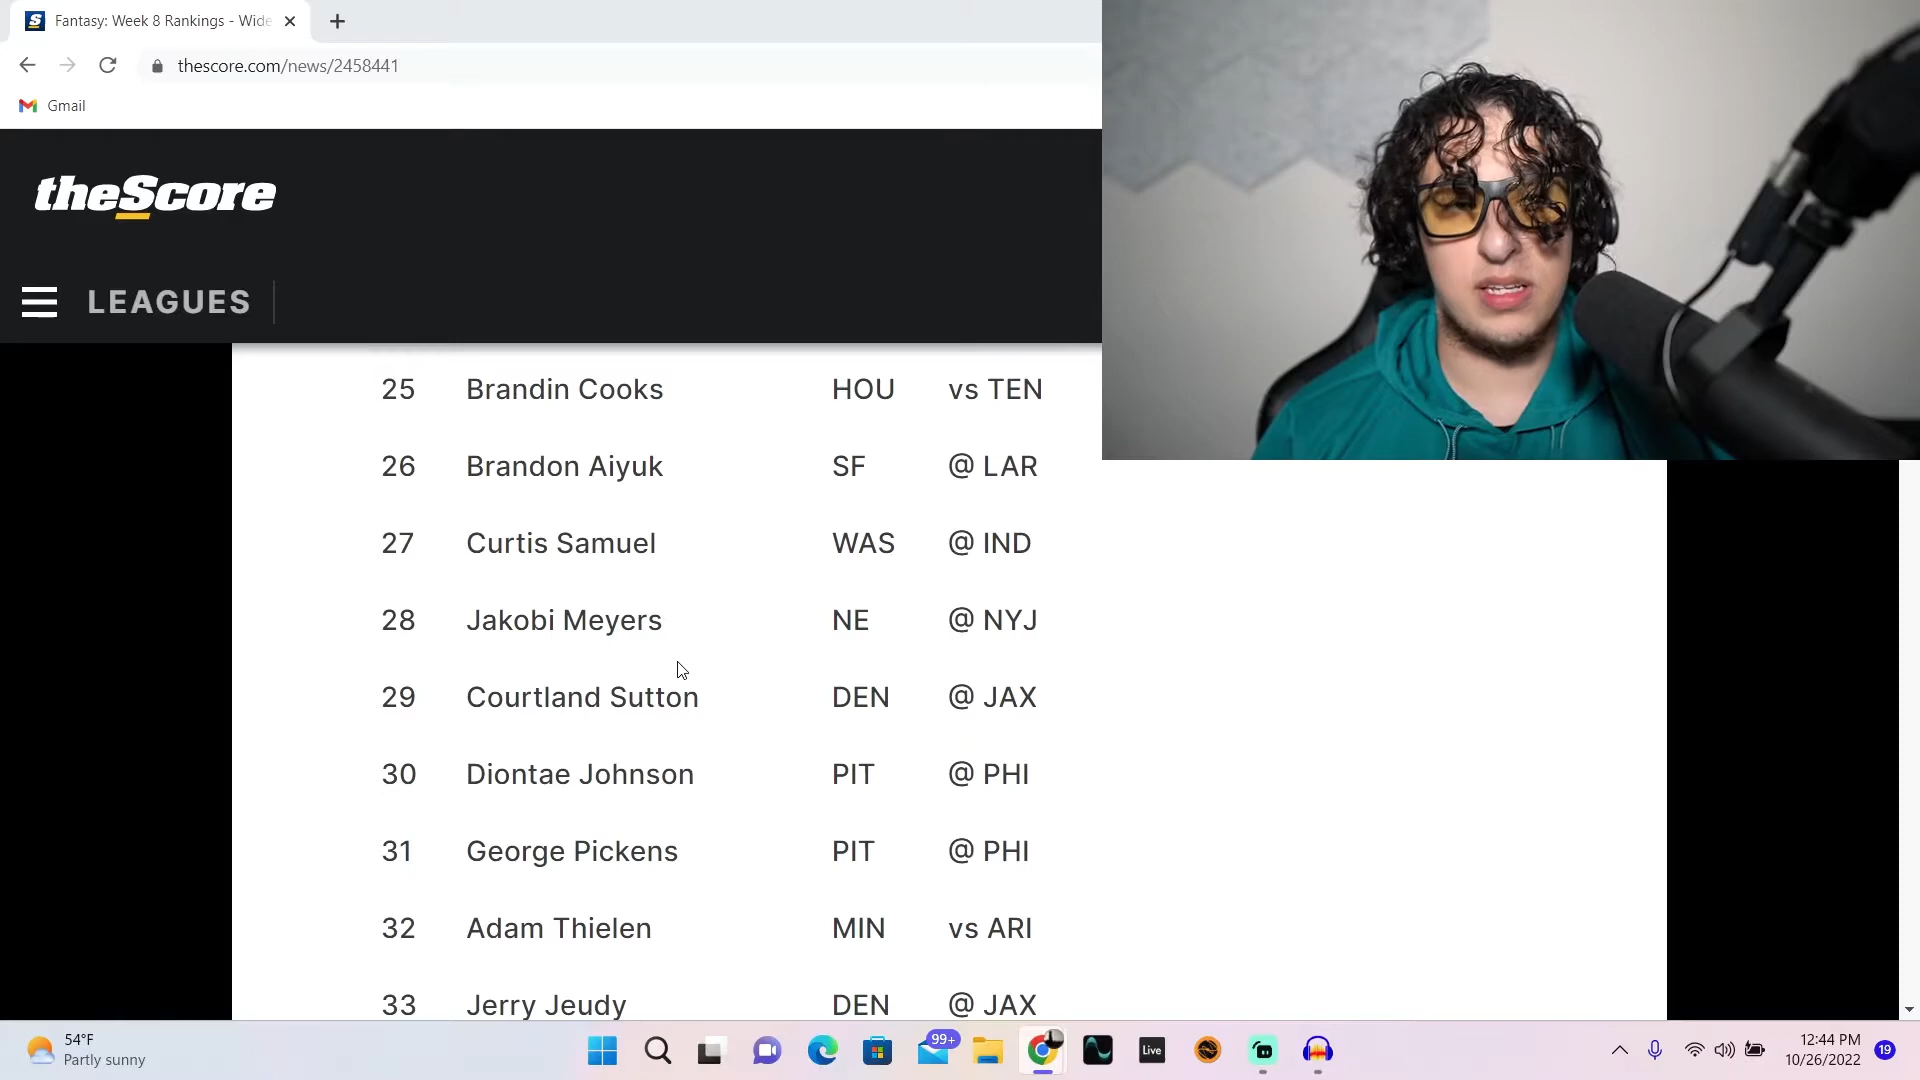 Fantasy: Week 8 Rankings - Wide
thescore.com/news/2458441
Gmail
theScore
LEAGUES
25 Brandin Cooks HOU vs TEN
26 Brandon Aiyuk SF @ LAR
27 Curtis Samuel WAS @ IND
28 Jakobi Meyers NE @ NYJ
29 Courtland Sutton DEN @ JAX
30 Diontae Johnson PIT @ PHI
31 George Pickens PIT @ PHI
32 Adam Thielen MIN vs ARI
33 Jerry Jeudy DEN @ JAX
54°F
Partly sunny
99+
Live
12:44 PM
10/26/2022
19